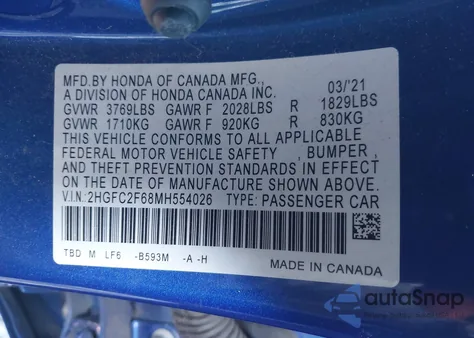 MFD.BY HONDA OF CANADA MFG.,
A DIVISION OF HONDA CANADA INC. 03/'21
GVWR 3769LBS GAWR F 2028LBS R 1829LBS
GVWR 1710KG GAWR F 920KG R 830KG
THIS VEHICLE CONFORMS TO ALL APPLICABLE
FEDERAL MOTOR VEHICLE SAFETY , BUMPER ,
AND THEFT PREVENTION STANDARDS IN EFFECT
ON THE DATE OF MANUFACTURE SHOWN ABOVE.
V.I.N:2HGFC2F68MH554026 TYPE: PASSENGER CAR
TBD M LF6 -B593M -A -H
MADE IN CANADA
autoSnap